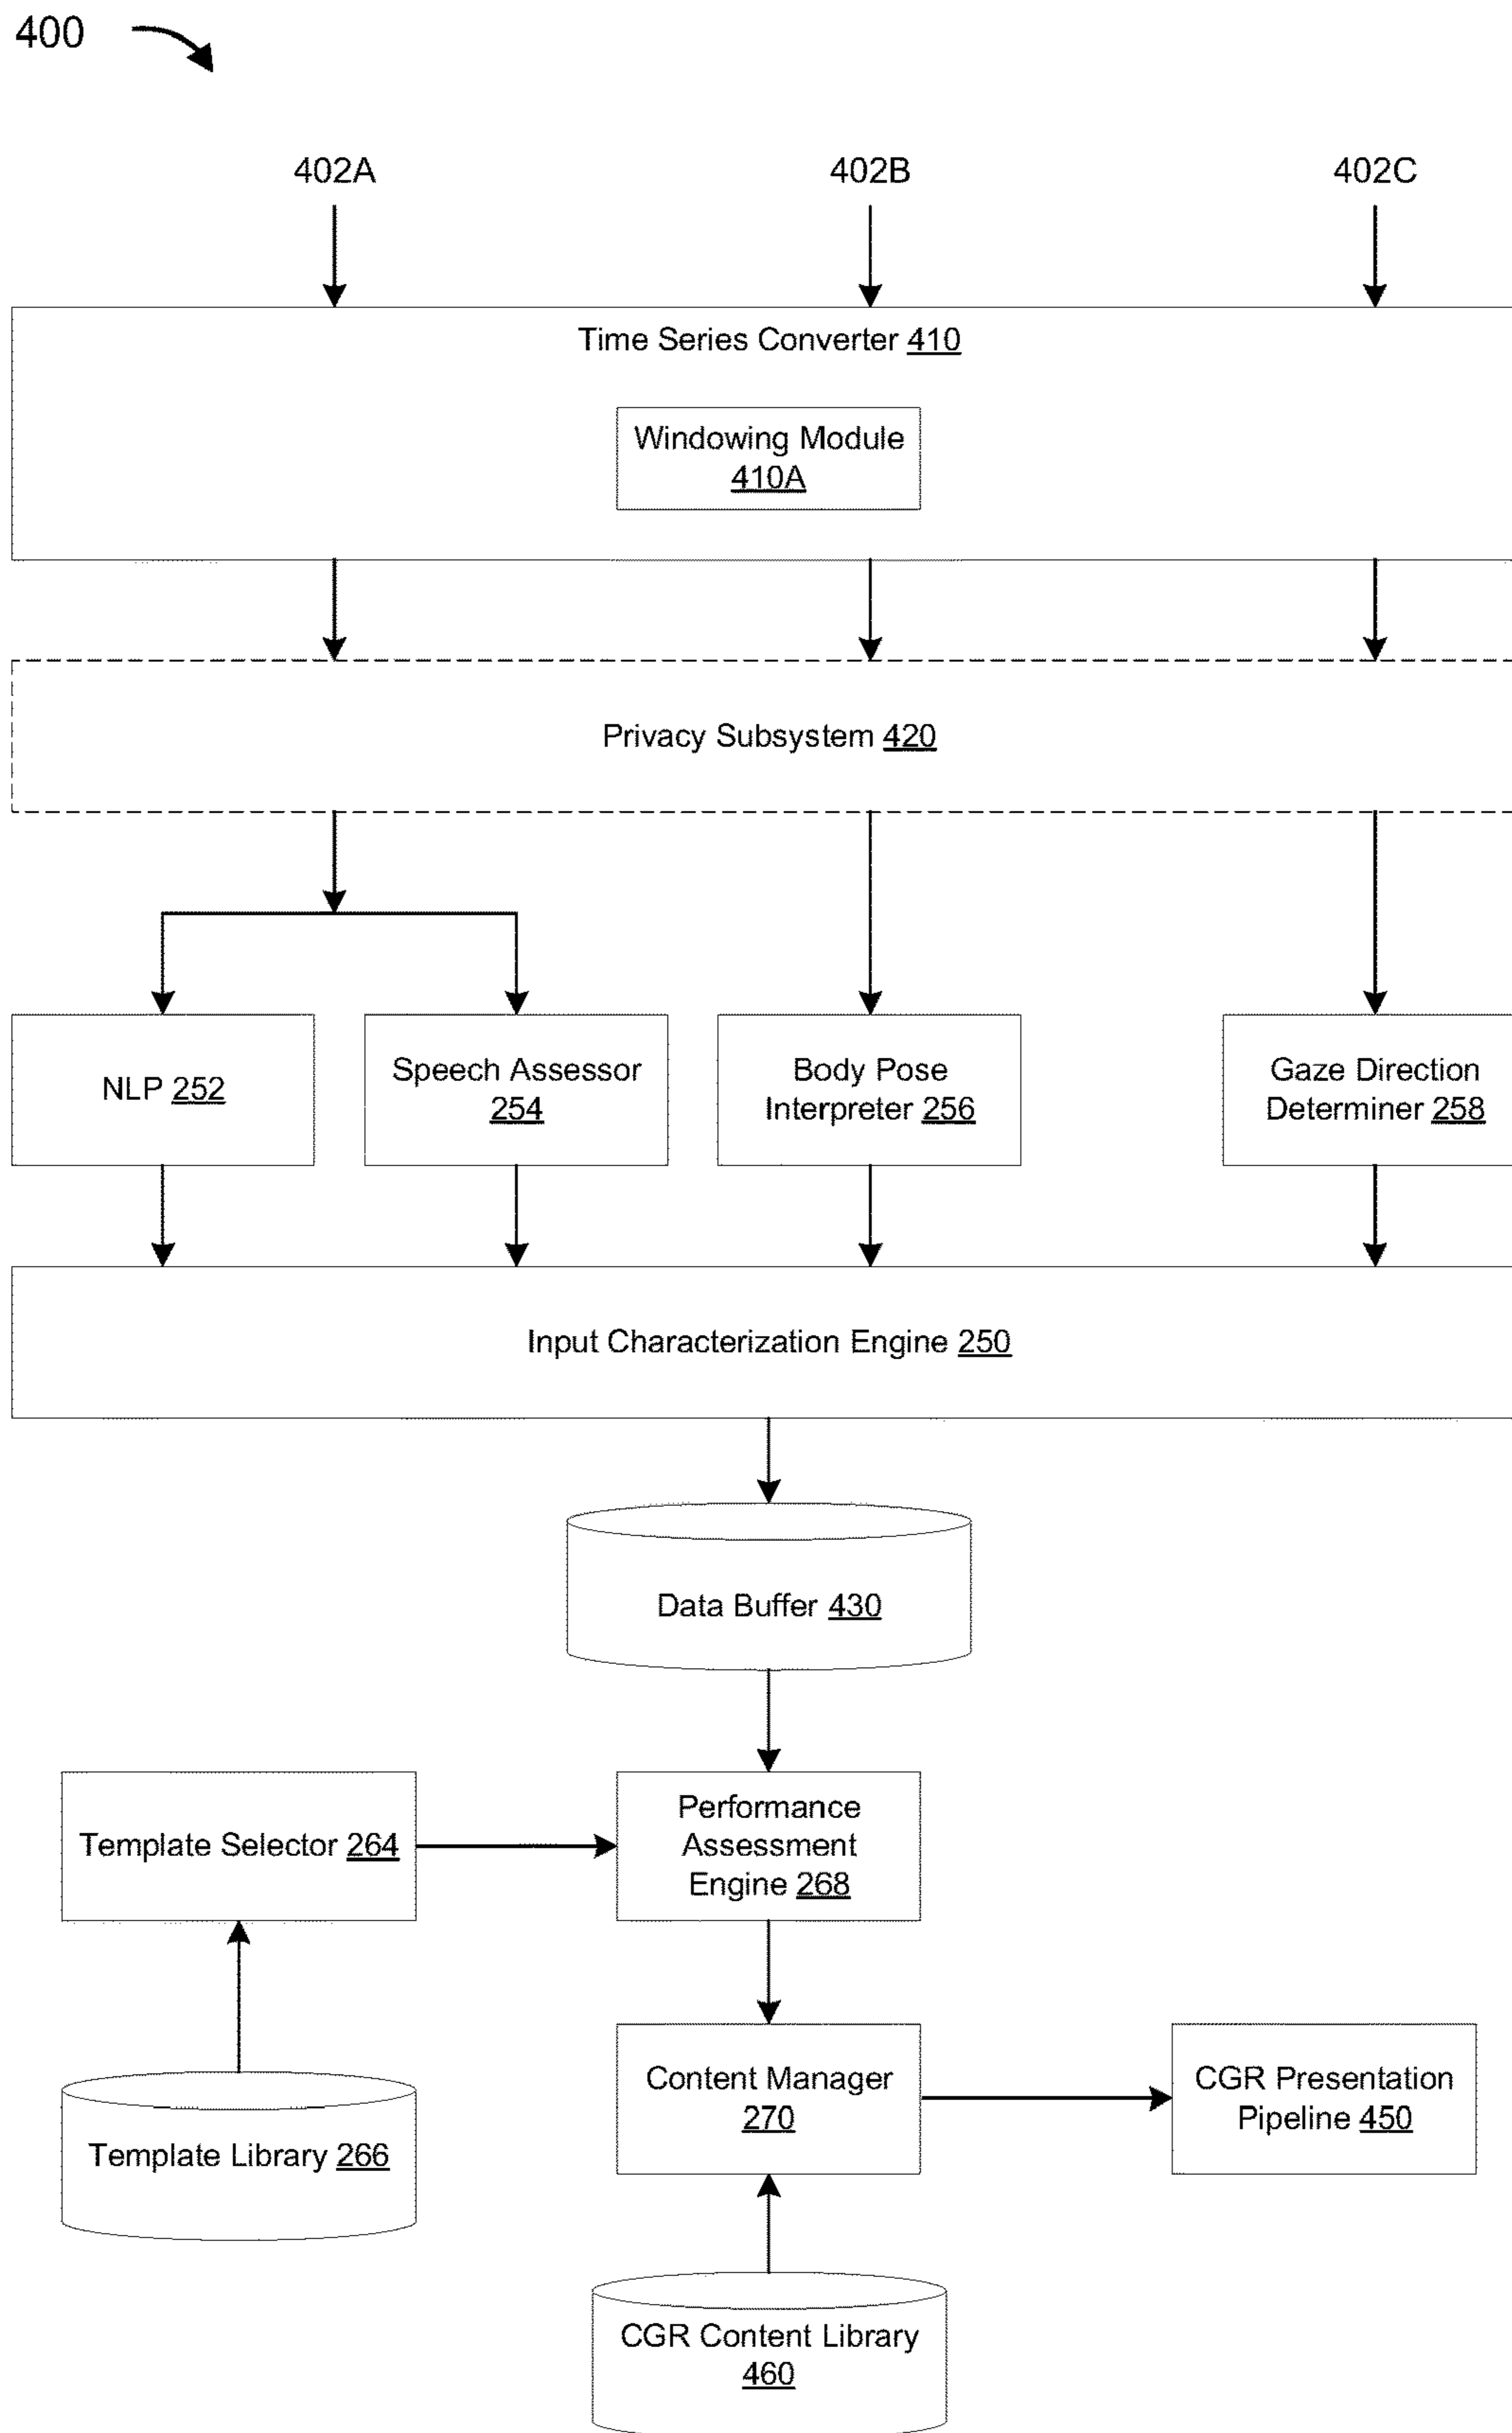 400
402A
402B
402C
Time Series Converter 410
Windowing Module
410A
Privacy Subsystem 420
NLP 252
Speech Assessor
254
Body Pose
Interpreter 256
Gaze Direction
Determiner 258
Input Characterization Engine 250
Data Buffer 430
Template Selector 264
Performance
Assessment
Engine 268
Template Library 266
Content Manager
270
CGR Presentation
Pipeline 450
CGR Content Library
460